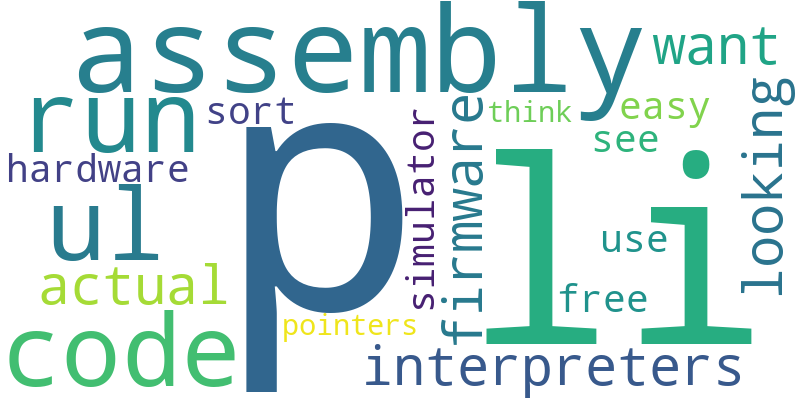 assembly
want
run
sort
think
easy
see
hardware
p
li
simulator
firmware
looking
ul
use
actual
free
pointers
code
interpreters